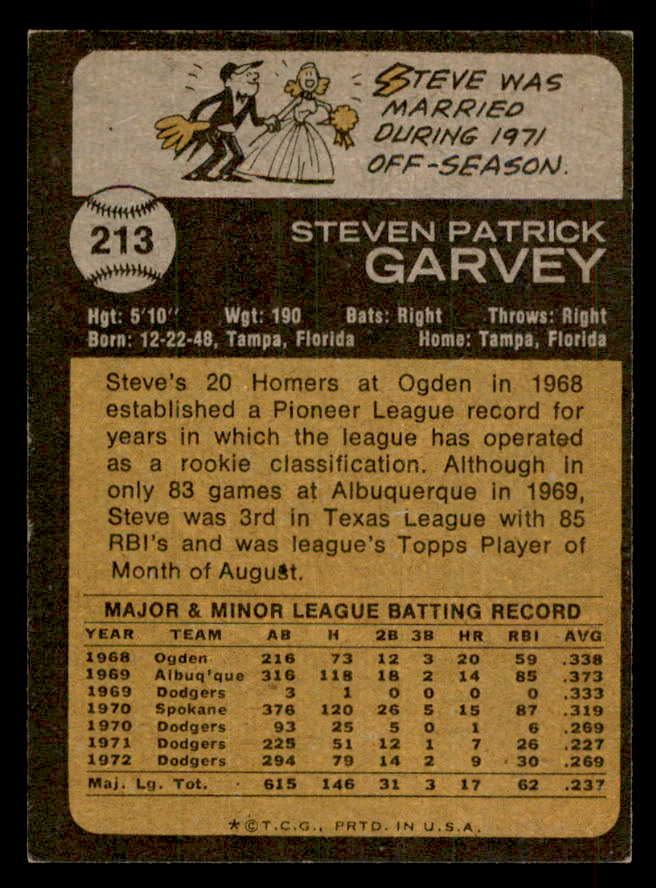 STEVE WAS
MARRIED
DURING 1971
OFF-SEASON.
213
STEVEN PATRICK
GARVEY
Hgt: 5'10" Wgt: 190 Bats: Right Throws: Right
Born: 12-22-48, Tampa, Florida Home: Tampa, Florida
Steve's 20 Homers at Ogden in 1968
established a Pioneer League record for
years in which the league has operated
as a rookie classification. Although in
only 83 games at Albuquerque in 1969,
Steve was 3rd in Texas League with 85
RBI's and was league's Topps Player of
Month of August.
MAJOR & MINOR LEAGUE BATTING RECORD
YEAR TEAM AB H 2B 3B HR RBI AVG
1968 Ogden 216 73 12 3 20 59 .338
1969 Albuq'que 316 118 18 2 14 85 .373
1969 Dodgers 3 1 0 0 0 0 .333
1970 Spokane 376 120 26 5 15 87 .319
1970 Dodgers 93 25 5 0 1 6 .269
1971 Dodgers 225 51 12 1 7 26 .227
1972 Dodgers 294 79 14 2 9 30 .269
Maj. Lg. Tot. 615 146 31 3 17 62 .237
*©T.C.G., PRTD. IN U.S.A.